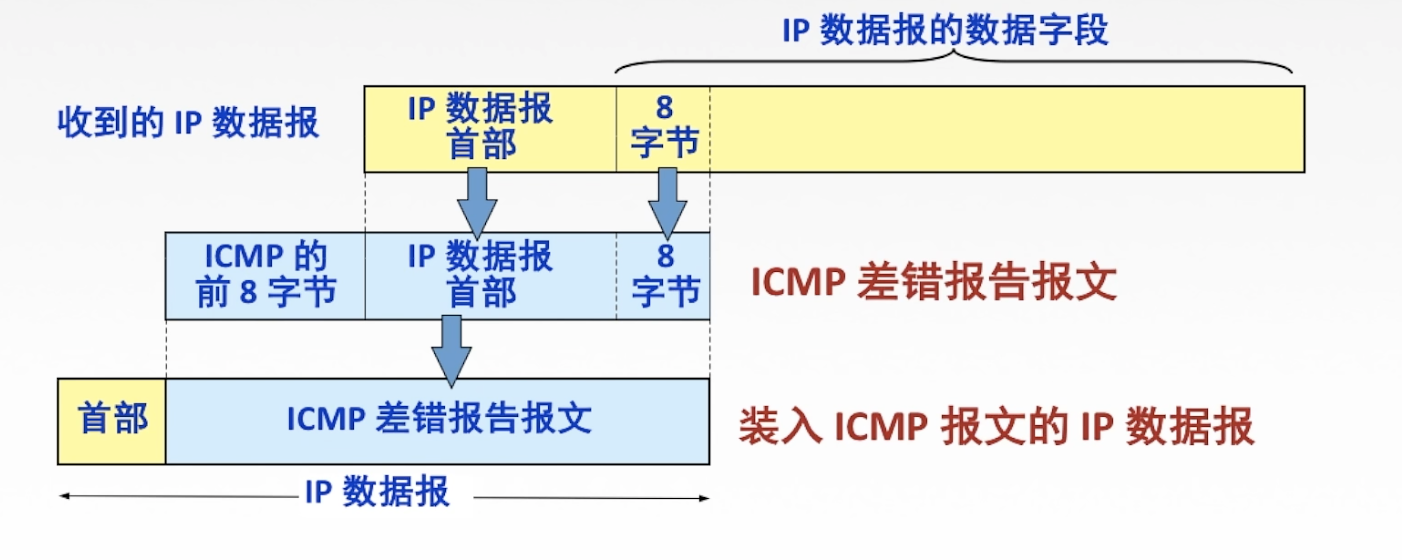 IP 数据报的数据字段
收到的 IP 数据报
IP 数据报
首部
8
字节
ICMP 的
前 8 字节
IP 数据报
首部
8
字节
ICMP 差错报告报文
首部
ICMP 差错报告报文
装入 ICMP 报文的 IP 数据报
IP 数据报